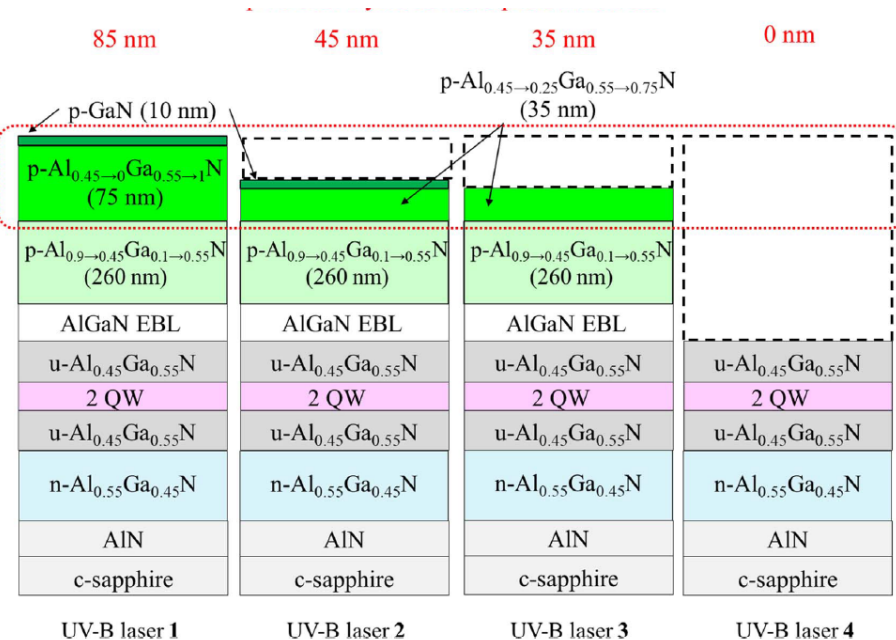 85 nm 45 nm 35 nm 0 nm
p-Al0.45→0.25Ga0.55→0.75N
(35 nm)
p-GaN (10 nm)
p-Al0.45→0Ga0.55→1N
(75 nm)
p-Al0.9→0.45Ga0.1→0.55N p-Al0.9→0.45Ga0.1→0.55N p-Al0.9→0.45Ga0.1→0.55N
(260 nm) (260 nm) (260 nm)
AlGaN EBL AlGaN EBL AlGaN EBL
u-Al0.45Ga0.55N u-Al0.45Ga0.55N u-Al0.45Ga0.55N u-Al0.45Ga0.55N
2 QW 2 QW 2 QW 2 QW
u-Al0.45Ga0.55N u-Al0.45Ga0.55N u-Al0.45Ga0.55N u-Al0.45Ga0.55N
n-Al0.55Ga0.45N n-Al0.55Ga0.45N n-Al0.55Ga0.45N n-Al0.55Ga0.45N
AlN AlN AlN AlN
c-sapphire c-sapphire c-sapphire c-sapphire
UV-B laser 1 UV-B laser 2 UV-B laser 3 UV-B laser 4